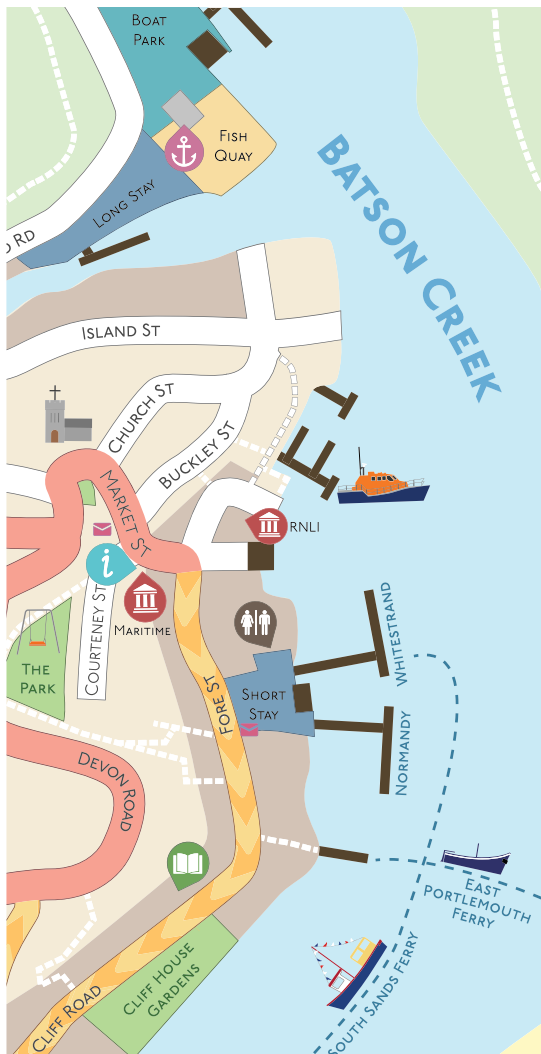 BOAT
PARK
FISH
QUAY
LONG STAY
BATSON CREEK
RD
ISLAND ST
CHURCH ST
BUCKLEY ST
MARKET ST
RNLI
i
MARITIME
COURTENEY ST
THE
PARK
WHITESTRAND
SHORT
STAY
FORE ST
NORMANDY
DEVON ROAD
EAST
PORTLEMOUTH
FERRY
SOUTH SANDS FERRY
CLIFF HOUSE
GARDENS
CLIFF ROAD